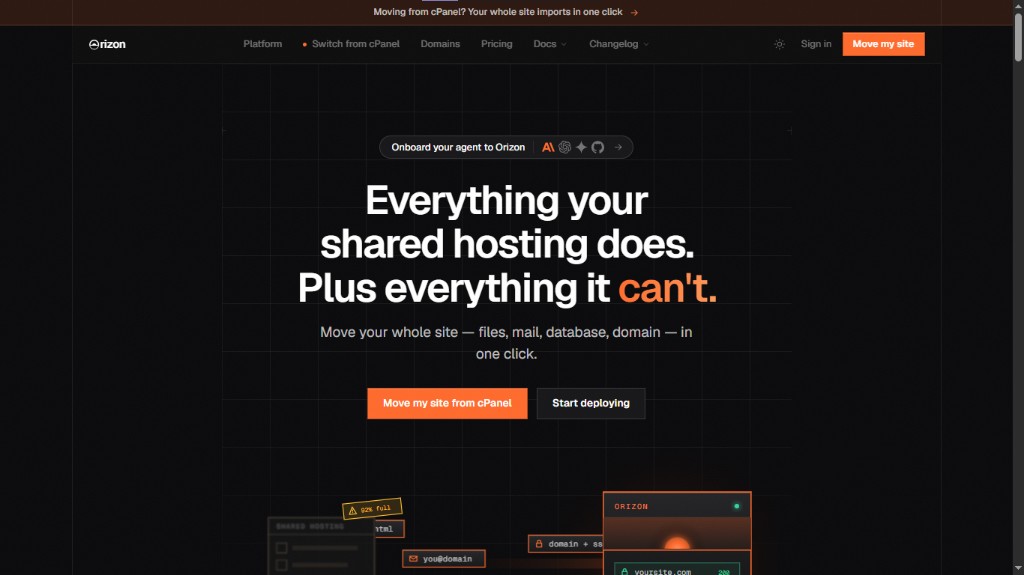 Moving from cPanel? Your whole site imports in one click →
Orizon
Platform
Switch from cPanel
Domains
Pricing
Docs
Changelog
Sign in
Move my site
Onboard your agent to Orizon
Everything your
shared hosting does.
Plus everything it can't.
Move your whole site — files, mail, database, domain — in
one click.
Move my site from cPanel
Start deploying
92% full
SHARED HOSTING
html
you@domain
domain + ss
ORIZON
yoursite.com
200